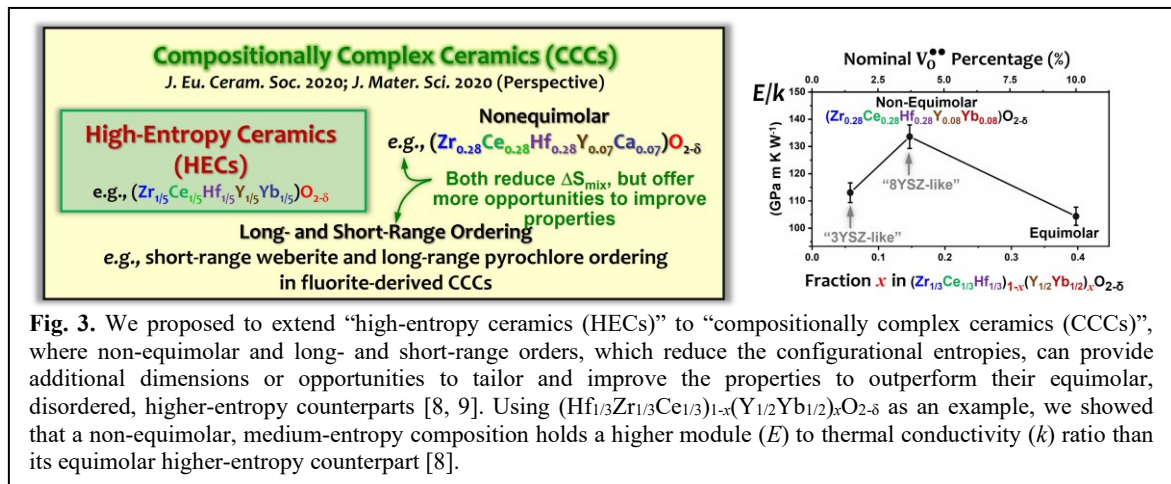 Compositionally Complex Ceramics (CCCs)
J. Eu. Ceram. Soc. 2020; J. Mater. Sci. 2020 (Perspective)
High-Entropy Ceramics
(HECs)
e.g., (Zr1/5Ce1/5Hf1/5Y1/5Yb1/5)O2-δ
Nonequimolar
e.g., (Zr0.28Ce0.28Hf0.28Y0.07Ca0.07)O2-δ
Both reduce ΔSmix, but offer
more opportunities to improve
properties
Long- and Short-Range Ordering
e.g., short-range weberite and long-range pyrochlore ordering
in fluorite-derived CCCs
Nominal VO•• Percentage (%)
0.0 2.5 5.0 7.5 10.0
E/k
(GPa m K W-1)
150
140
130
120
110
100
Non-Equimolar
(Zr0.28Ce0.28Hf0.28Y0.08Yb0.08)O2-δ
"8YSZ-like"
"3YSZ-like"
Equimolar
0.0 0.1 0.2 0.3 0.4
Fraction x in (Zr1/3Ce1/3Hf1/3)1-x(Y1/2Yb1/2)xO2-δ
Fig. 3. We proposed to extend “high-entropy ceramics (HECs)” to “compositionally complex ceramics (CCCs)”,
where non-equimolar and long- and short-range orders, which reduce the configurational entropies, can provide
additional dimensions or opportunities to tailor and improve the properties to outperform their equimolar,
disordered, higher-entropy counterparts [8, 9]. Using (Hf1/3Zr1/3Ce1/3)1-x(Y1/2Yb1/2)xO2-δ as an example, we showed
that a non-equimolar, medium-entropy composition holds a higher module (E) to thermal conductivity (k) ratio than
its equimolar higher-entropy counterpart [8].